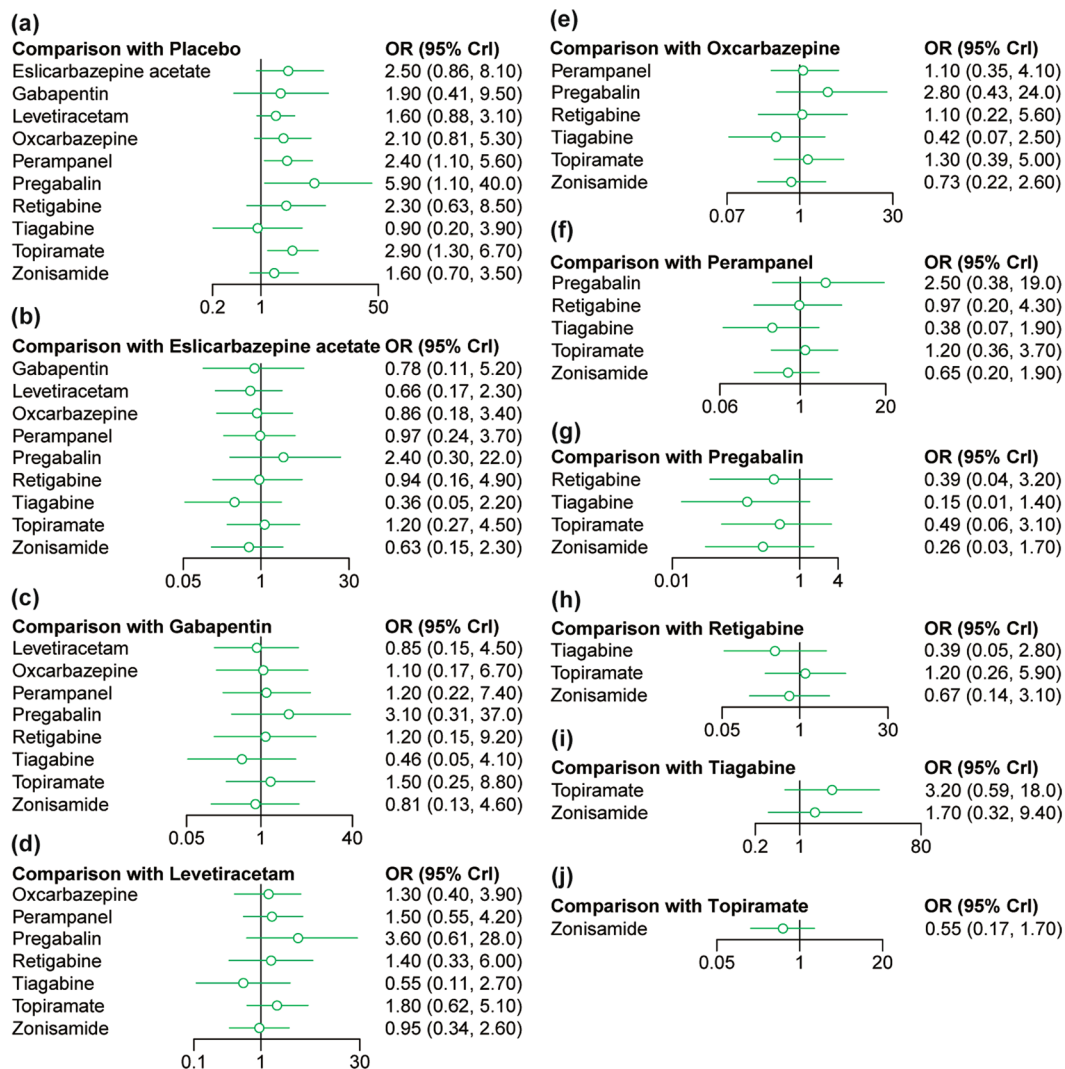 (a)
Comparison with Placebo OR (95% CrI)
Eslicarbazepine acetate 2.50 (0.86, 8.10)
Gabapentin 1.90 (0.41, 9.50)
Levetiracetam 1.60 (0.88, 3.10)
Oxcarbazepine 2.10 (0.81, 5.30)
Perampanel 2.40 (1.10, 5.60)
Pregabalin 5.90 (1.10, 40.0)
Retigabine 2.30 (0.63, 8.50)
Tiagabine 0.90 (0.20, 3.90)
Topiramate 2.90 (1.30, 6.70)
Zonisamide 1.60 (0.70, 3.50)
0.2 1 50
(b)
Comparison with Eslicarbazepine acetate OR (95% CrI)
Gabapentin 0.78 (0.11, 5.20)
Levetiracetam 0.66 (0.17, 2.30)
Oxcarbazepine 0.86 (0.18, 3.40)
Perampanel 0.97 (0.24, 3.70)
Pregabalin 2.40 (0.30, 22.0)
Retigabine 0.94 (0.16, 4.90)
Tiagabine 0.36 (0.05, 2.20)
Topiramate 1.20 (0.27, 4.50)
Zonisamide 0.63 (0.15, 2.30)
0.05 1 30
(c)
Comparison with Gabapentin OR (95% CrI)
Levetiracetam 0.85 (0.15, 4.50)
Oxcarbazepine 1.10 (0.17, 6.70)
Perampanel 1.20 (0.22, 7.40)
Pregabalin 3.10 (0.31, 37.0)
Retigabine 1.20 (0.15, 9.20)
Tiagabine 0.46 (0.05, 4.10)
Topiramate 1.50 (0.25, 8.80)
Zonisamide 0.81 (0.13, 4.60)
0.05 1 40
(d)
Comparison with Levetiracetam OR (95% CrI)
Oxcarbazepine 1.30 (0.40, 3.90)
Perampanel 1.50 (0.55, 4.20)
Pregabalin 3.60 (0.61, 28.0)
Retigabine 1.40 (0.33, 6.00)
Tiagabine 0.55 (0.11, 2.70)
Topiramate 1.80 (0.62, 5.10)
Zonisamide 0.95 (0.34, 2.60)
0.1 1 30
(e)
Comparison with Oxcarbazepine OR (95% CrI)
Perampanel 1.10 (0.35, 4.10)
Pregabalin 2.80 (0.43, 24.0)
Retigabine 1.10 (0.22, 5.60)
Tiagabine 0.42 (0.07, 2.50)
Topiramate 1.30 (0.39, 5.00)
Zonisamide 0.73 (0.22, 2.60)
0.07 1 30
(f)
Comparison with Perampanel OR (95% CrI)
Pregabalin 2.50 (0.38, 19.0)
Retigabine 0.97 (0.20, 4.30)
Tiagabine 0.38 (0.07, 1.90)
Topiramate 1.20 (0.36, 3.70)
Zonisamide 0.65 (0.20, 1.90)
0.06 1 20
(g)
Comparison with Pregabalin OR (95% CrI)
Retigabine 0.39 (0.04, 3.20)
Tiagabine 0.15 (0.01, 1.40)
Topiramate 0.49 (0.06, 3.10)
Zonisamide 0.26 (0.03, 1.70)
0.01 1 4
(h)
Comparison with Retigabine OR (95% CrI)
Tiagabine 0.39 (0.05, 2.80)
Topiramate 1.20 (0.26, 5.90)
Zonisamide 0.67 (0.14, 3.10)
0.05 1 30
(i)
Comparison with Tiagabine OR (95% CrI)
Topiramate 3.20 (0.59, 18.0)
Zonisamide 1.70 (0.32, 9.40)
0.2 1 80
(j)
Comparison with Topiramate OR (95% CrI)
Zonisamide 0.55 (0.17, 1.70)
0.05 1 20